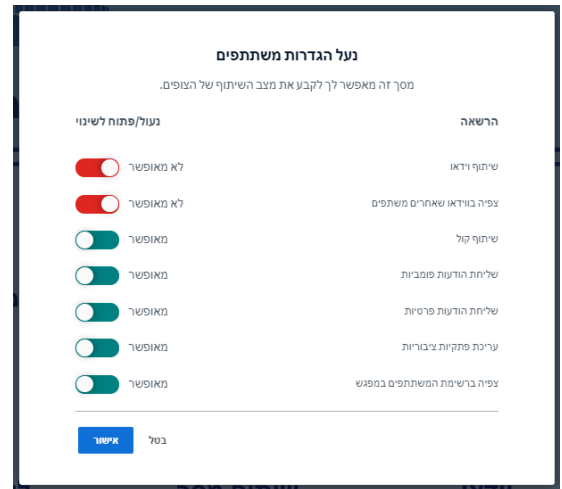 נעל הגדרות משתתפים
מסך זה מאפשר לך לקבע את מצב השיתוף של הצופים.
הרשאה נעול/פתוח לשינוי
שיתוף וידאו לא מאופשר
צפיה בווידאו שאחרים משתפים לא מאופשר
שיתוף קול מאופשר
שליחת הודעות פומביות מאופשר
שליחת הודעות פרטיות מאופשר
עריכת פתקיות ציבוריות מאופשר
צפיה ברשימת המשתתפים במפגש מאופשר
בטל אישור